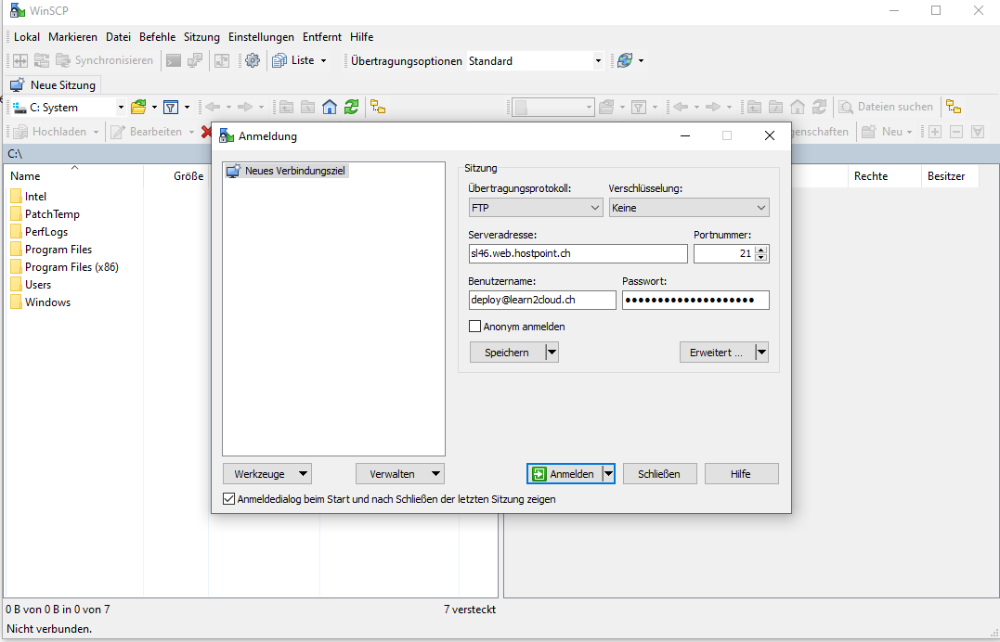 WinSCP
Lokal Markieren Datei Befehle Sitzung Einstellungen Entfernt Hilfe
Synchronisieren Liste Übertragungsoptionen Standard
Neue Sitzung
C: System Dateien suchen
Hochladen Bearbeiten genschaften Neu
C:\
Name Größe Rechte Besitzer
Intel
PatchTemp
PerfLogs
Program Files
Program Files (x86)
Users
Windows
Anmeldung
Neues Verbindungsziel
Sitzung
Übertragungsprotokoll: Verschlüsselung:
FTP Keine
Serveradresse: Portnummer:
sl46.web.hostpoint.ch 21
Benutzername: Passwort:
deploy@learn2cloud.ch ••••••••••••••••••••
Anonym anmelden
Speichern Erweitert ...
Werkzeuge Verwalten Anmelden Schließen Hilfe
Anmeldedialog beim Start und nach Schließen der letzten Sitzung zeigen
0 B von 0 B in 0 von 7 7 versteckt
Nicht verbunden.